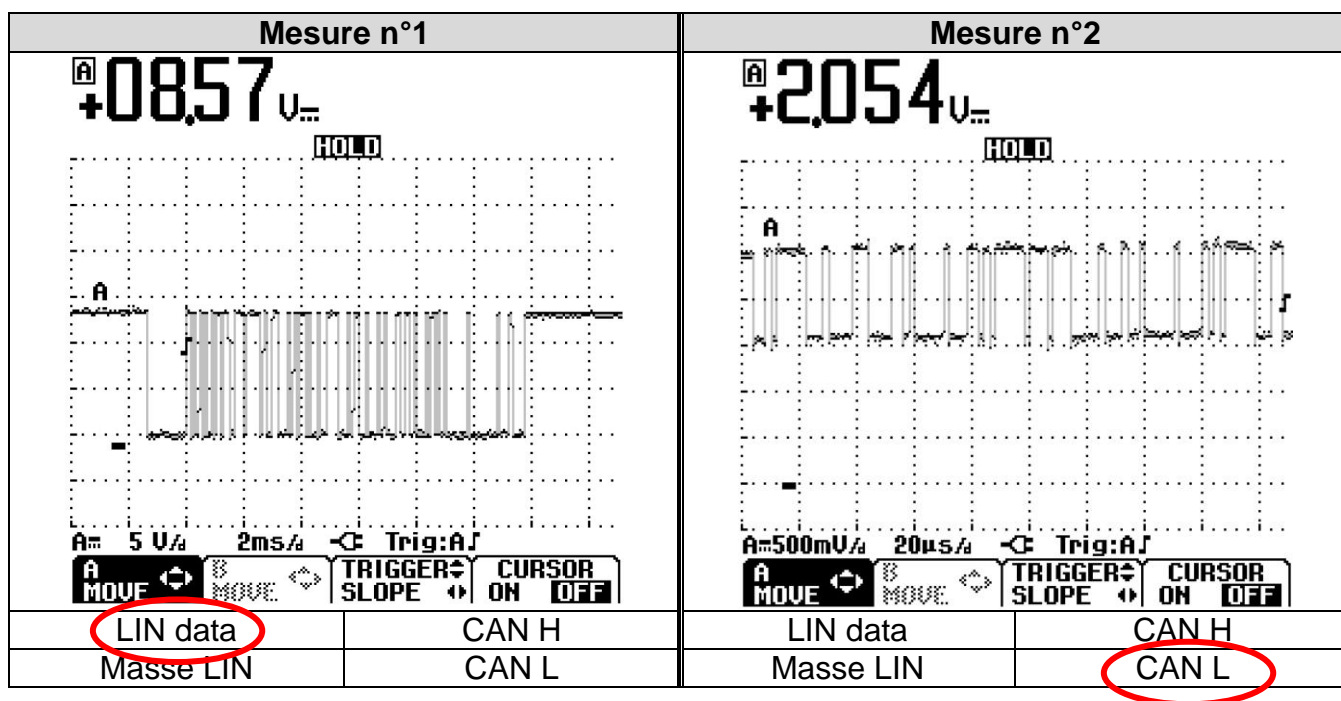 Mesure n°1
Mesure n°2
A
+08.57 V
HOLD
A
A= 5 V/d 2ms/d Trig:A
A MOVE B MOVE TRIGGER SLOPE CURSOR ON OFF
LIN data CAN H
Masse LIN CAN L
A
+2.054 V
HOLD
A
A=500mV/d 20µs/d Trig:A
A MOVE B MOVE TRIGGER SLOPE CURSOR ON OFF
LIN data CAN H
Masse LIN CAN L